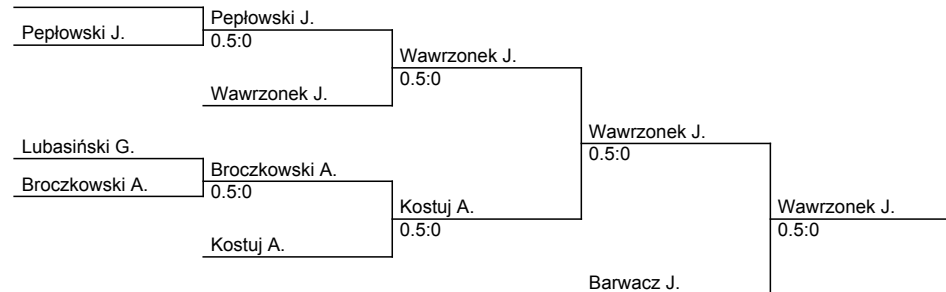 Pepłowski J.
Pepłowski J.
0.5:0
Wawrzonek J.
0.5:0
Wawrzonek J.
Wawrzonek J.
0.5:0
Lubasiński G.
Broczkowski A.
Broczkowski A.
0.5:0
Kostuj A.
0.5:0
Kostuj A.
Wawrzonek J.
0.5:0
Barwacz J.